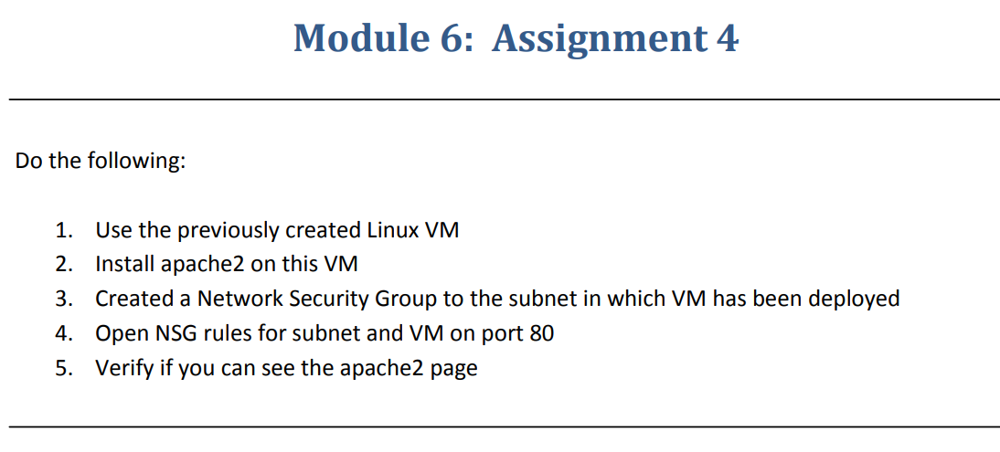 Module 6:  Assignment 4
Do the following:
1. Use the previously created Linux VM
2. Install apache2 on this VM
3. Created a Network Security Group to the subnet in which VM has been deployed
4. Open NSG rules for subnet and VM on port 80
5. Verify if you can see the apache2 page